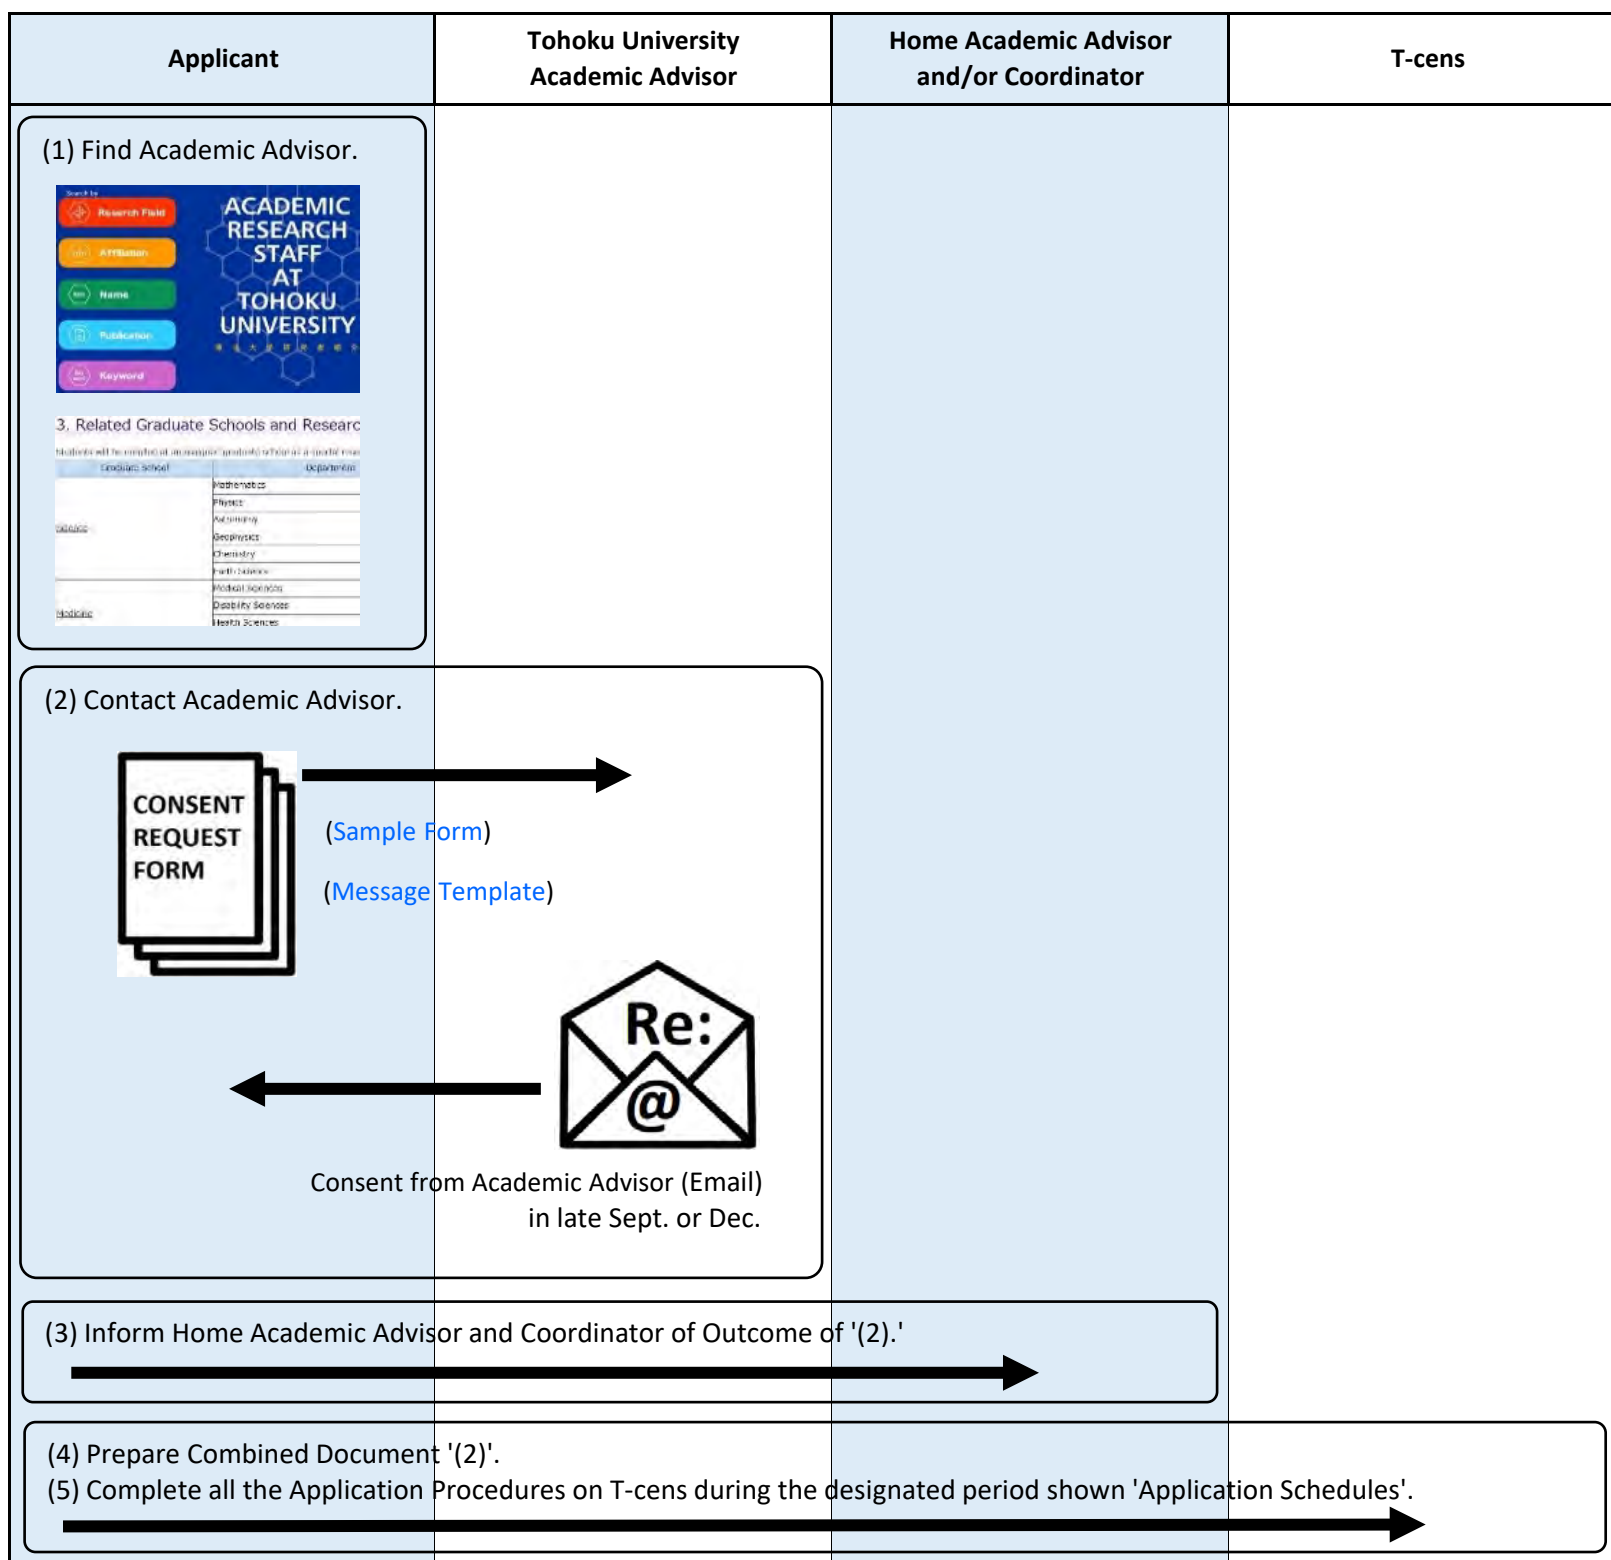 Applicant
Tohoku University
Academic Advisor
Home Academic Advisor
and/or Coordinator
T-cens
(1) Find Academic Advisor.
Search by
Reserch Field
Affiliation
Name
Publication
Keyword
ACADEMIC
RESEARCH
STAFF
AT
TOHOKU
UNIVERSITY
3. Related Graduate Schools and Researc
Graduate School
Department
Science
Mathematics
Physics
Astronomy
Geophysics
Chemistry
Earth Science
Medicine
Medical Sciences
Disability Sciences
Health Sciences
(2) Contact Academic Advisor.
CONSENT
REQUEST
FORM
(Sample Form)
(Message Template)
Re:
@
Consent from Academic Advisor (Email)
in late Sept. or Dec.
(3) Inform Home Academic Advisor and Coordinator of Outcome of '(2).'
(4) Prepare Combined Document '(2)'.
(5) Complete all the Application Procedures on T-cens during the designated period shown 'Application Schedules'.